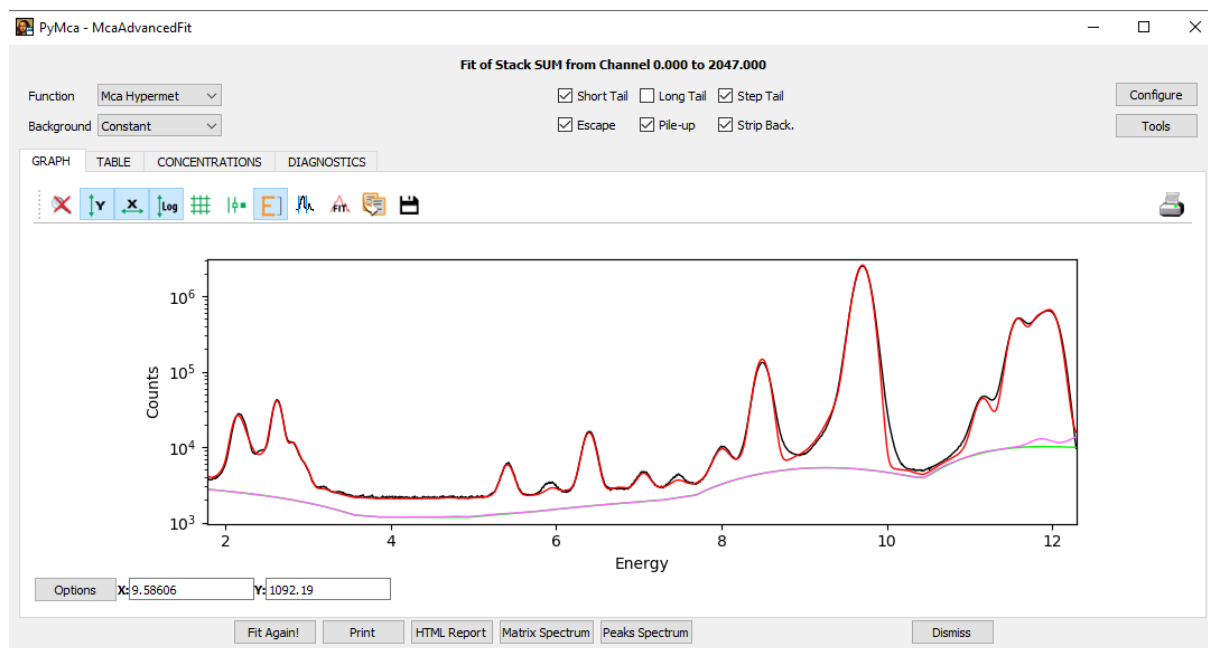 PyMca - McaAdvancedFit
Fit of Stack SUM from Channel 0.000 to 2047.000
Function Mca Hypermet Short Tail Long Tail Step Tail Configure
Background Constant Escape Pile-up Strip Back. Tools
GRAPH TABLE CONCENTRATIONS DIAGNOSTICS
Y X Log E FIT
10^6
10^5
10^4
10^3
Counts
2 4 6 8 10 12
Energy
Options X: 9.58606 Y: 1092.19
Fit Again! Print HTML Report Matrix Spectrum Peaks Spectrum Dismiss